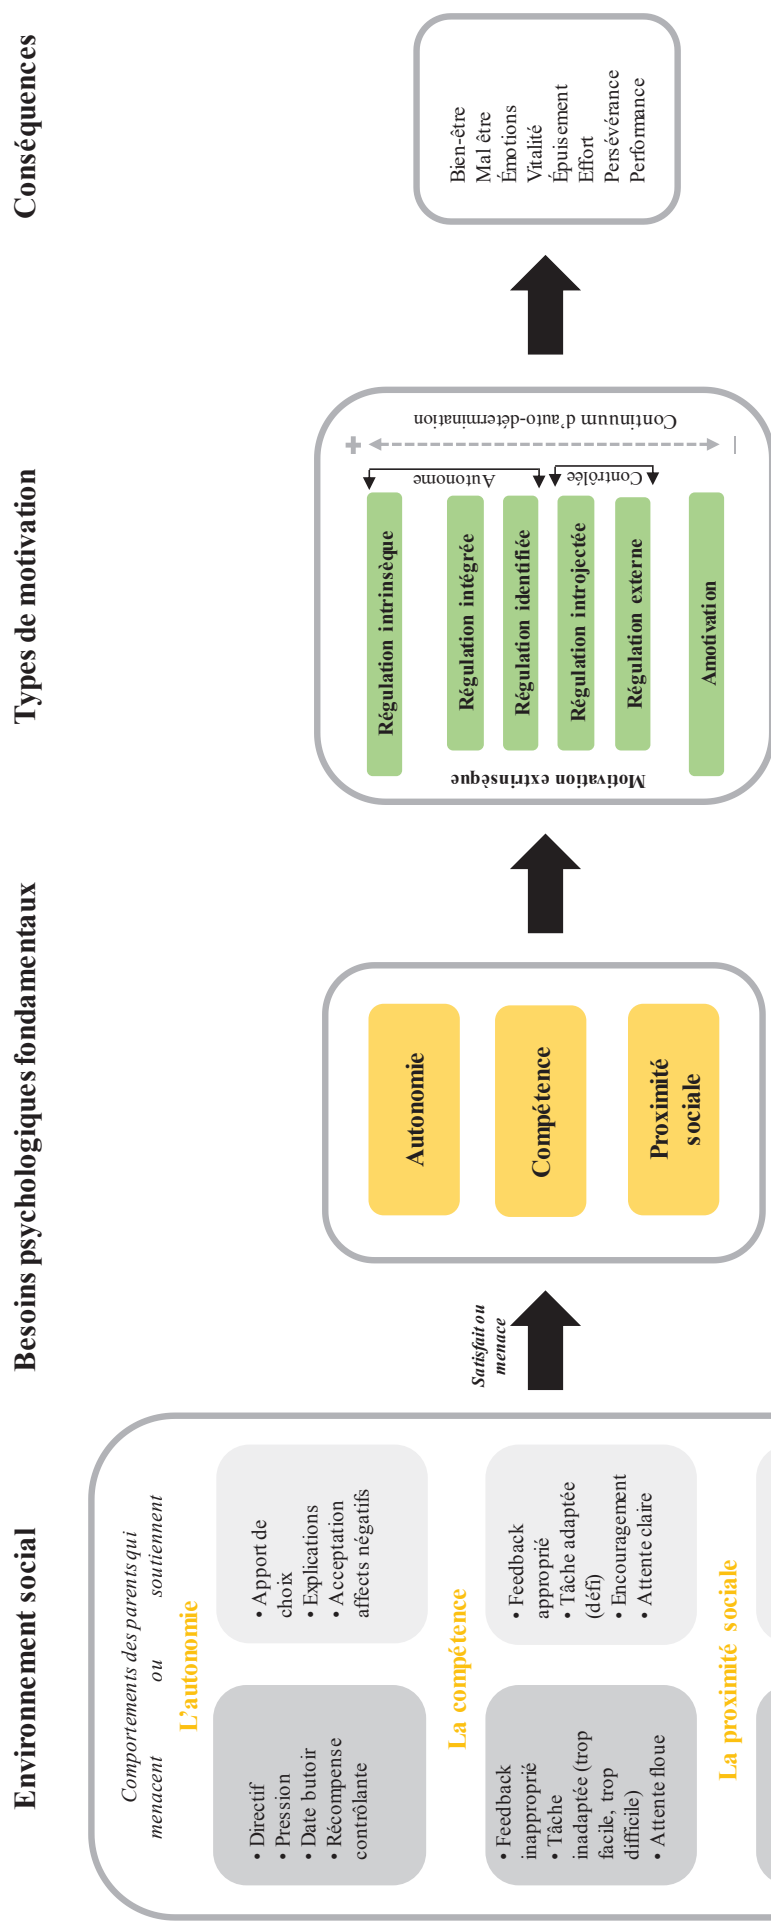 Environnement social
Comportements des parents qui
menacent ou soutiennent
L'autonomie
• Directif
• Pression
• Date butoir
• Récompense
contrôlante
• Apport de
choix
• Explications
• Acceptation
affects négatifs
La compétence
• Feedback
inapproprié
• Tâche
inadaptée (trop
facile, trop
difficile)
• Attente floue
• Feedback
approprié
• Tâche adaptée
(défi)
• Encouragement
• Attente claire
La proximité sociale
Satisfait ou
menace
Besoins psychologiques fondamentaux
Autonomie
Compétence
Proximité
sociale
Types de motivation
Motivation extrinsèque
Régulation intrinsèque
Régulation intégrée
Régulation identifiée
Régulation introjectée
Régulation externe
Amotivation
Autonome
Contrôlée
+
Continuum d'auto-détermination
–
Conséquences
Bien-être
Mal être
Émotions
Vitalité
Épuisement
Effort
Persévérance
Performance